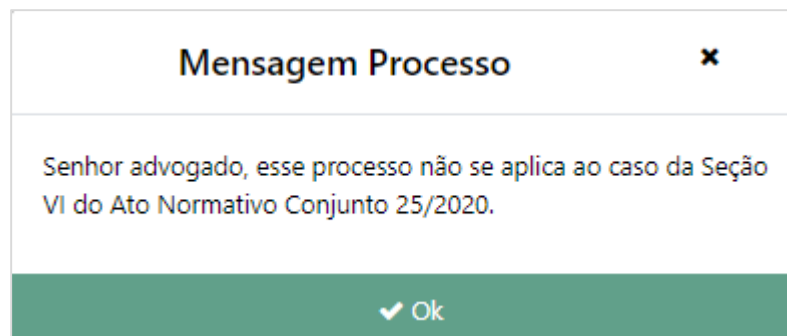 Mensagem Processo
Senhor advogado, esse processo não se aplica ao caso da Seção
VI do Ato Normativo Conjunto 25/2020.
Ok